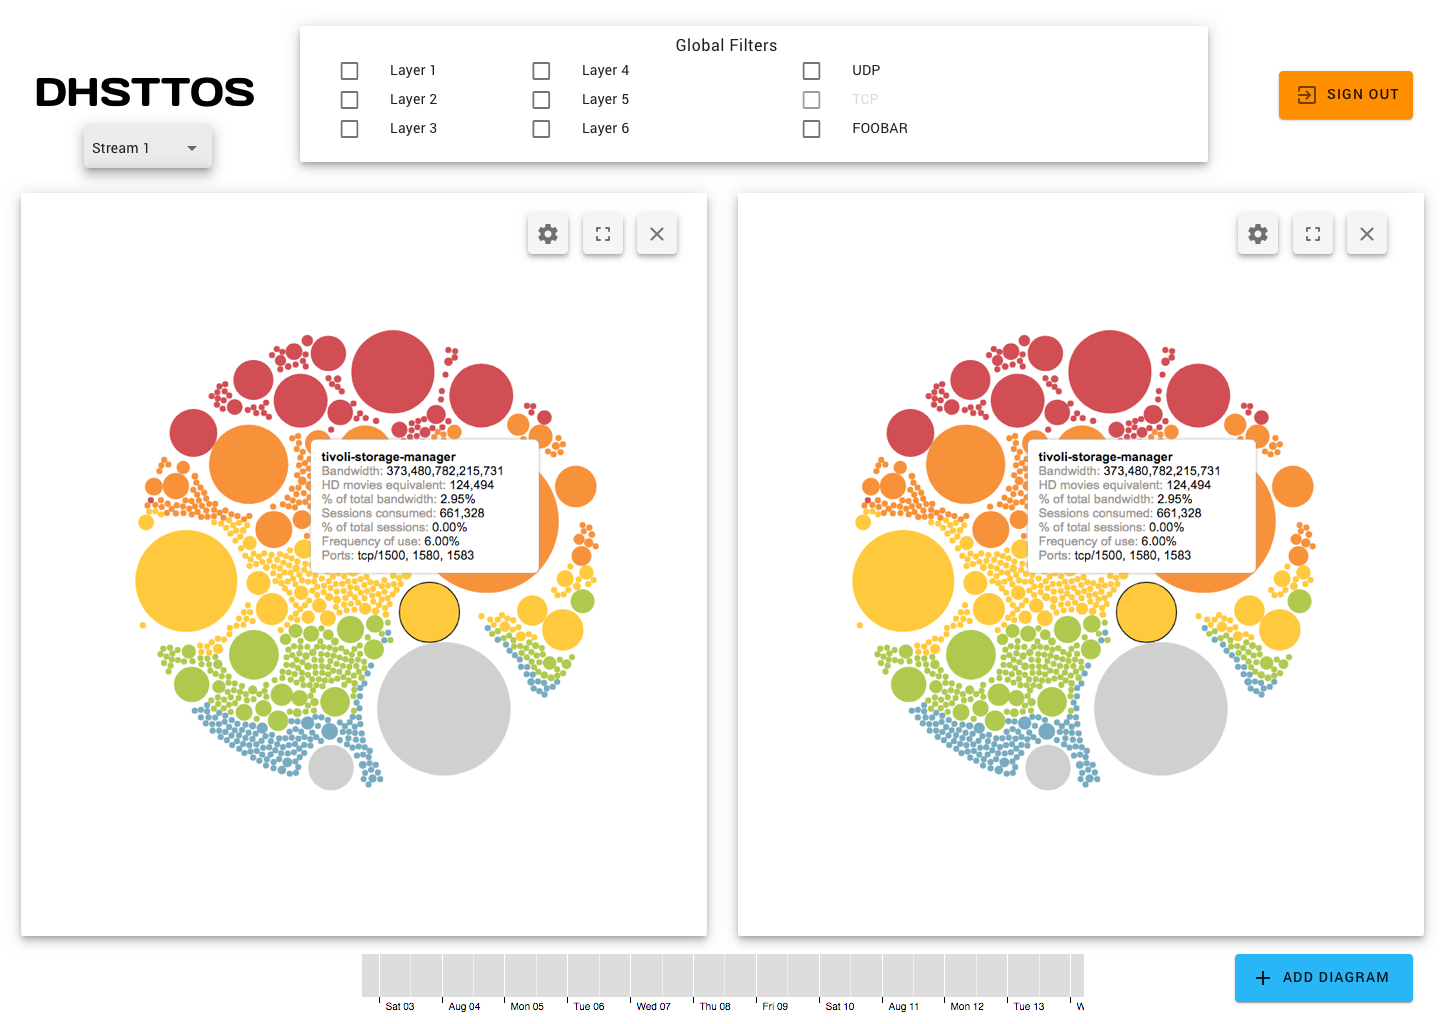 Global Filters
DHSTTOS
Stream 1
Layer 1
Layer 2
Layer 3
Layer 4
Layer 5
Layer 6
UDP
TCP
FOOBAR
SIGN OUT
tivoli-storage-manager
Bandwidth: 373,480,782,215,731
HD movies equivalent: 124,494
% of total bandwidth: 2.95%
Sessions consumed: 661,328
% of total sessions: 0.00%
Frequency of use: 6.00%
Ports: tcp/1500, 1580, 1583
tivoli-storage-manager
Bandwidth: 373,480,782,215,731
HD movies equivalent: 124,494
% of total bandwidth: 2.95%
Sessions consumed: 661,328
% of total sessions: 0.00%
Frequency of use: 6.00%
Ports: tcp/1500, 1580, 1583
Sat 03 Aug 04 Mon 05 Tue 06 Wed 07 Thu 08 Fri 09 Sat 10 Aug 11 Mon 12 Tue 13
ADD DIAGRAM